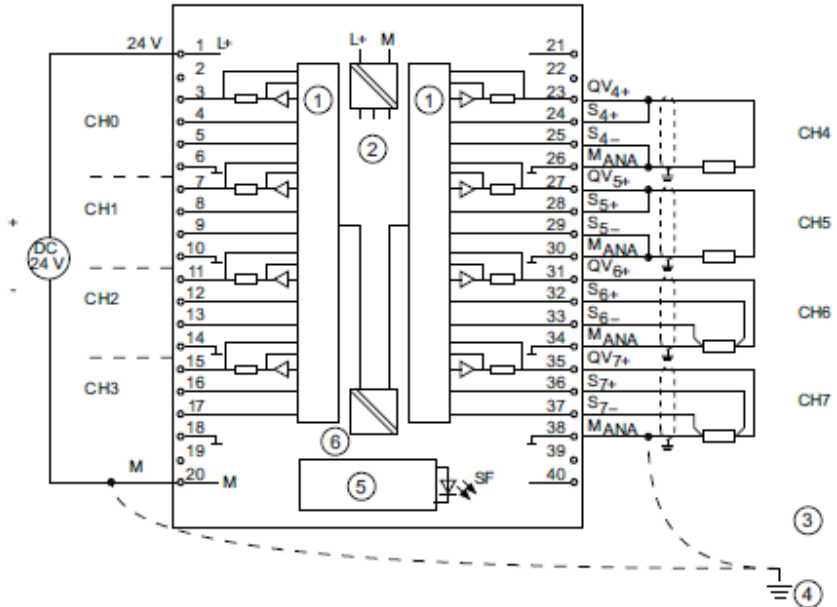 24 V 1 L+ L+ M 21
2 22
3 1 1 23 QV4+
CH0 4 24 S4+ CH4
5 2 25 S4-
6 26 MANA
7 27 QV5+
CH1 8 28 S5+ CH5
9 29 S5-
+ 10 30 MANA
DC
24 V
- 11 31 QV6+
CH2 12 32 S6+ CH6
13 33 S6-
14 34 MANA
15 35 QV7+
CH3 16 36 S7+ CH7
17 37 S7-
18 6 38 MANA
19 39
M 20 M 5 SF 40
3
4